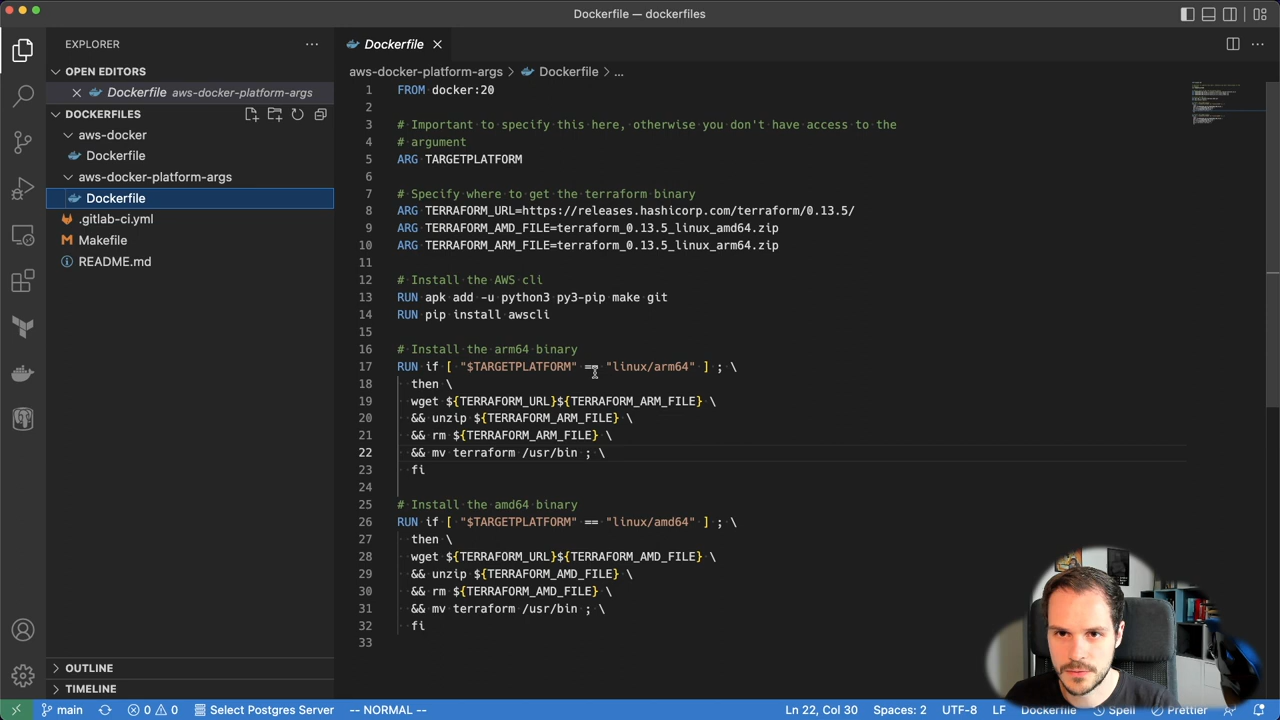 Dockerfile — dockerfiles
EXPLORER
OPEN EDITORS
Dockerfile aws-docker-platform-args
DOCKERFILES
aws-docker
Dockerfile
aws-docker-platform-args
Dockerfile
.gitlab-ci.yml
Makefile
README.md
OUTLINE
TIMELINE
Dockerfile
aws-docker-platform-args > Dockerfile > ...
1 FROM docker:20
2
3 # Important to specify this here, otherwise you don't have access to the
4 # argument
5 ARG TARGETPLATFORM
6
7 # Specify where to get the terraform binary
8 ARG TERRAFORM_URL=https://releases.hashicorp.com/terraform/0.13.5/
9 ARG TERRAFORM_AMD_FILE=terraform_0.13.5_linux_amd64.zip
10 ARG TERRAFORM_ARM_FILE=terraform_0.13.5_linux_arm64.zip
11
12 # Install the AWS cli
13 RUN apk add -u python3 py3-pip make git
14 RUN pip install awscli
15
16 # Install the arm64 binary
17 RUN if [ "$TARGETPLATFORM" == "linux/arm64" ] ; \
18 then \
19 wget ${TERRAFORM_URL}${TERRAFORM_ARM_FILE} \
20 && unzip ${TERRAFORM_ARM_FILE} \
21 && rm ${TERRAFORM_ARM_FILE} \
22 && mv terraform /usr/bin ; \
23 fi
24
25 # Install the amd64 binary
26 RUN if [ "$TARGETPLATFORM" == "linux/amd64" ] ; \
27 then \
28 wget ${TERRAFORM_URL}${TERRAFORM_AMD_FILE} \
29 && unzip ${TERRAFORM_AMD_FILE} \
30 && rm ${TERRAFORM_AMD_FILE} \
31 && mv terraform /usr/bin ; \
32 fi
33
main 0 0 Select Postgres Server -- NORMAL -- Ln 22, Col 30 Spaces: 2 UTF-8 LF Dockerfile Spell Prettier